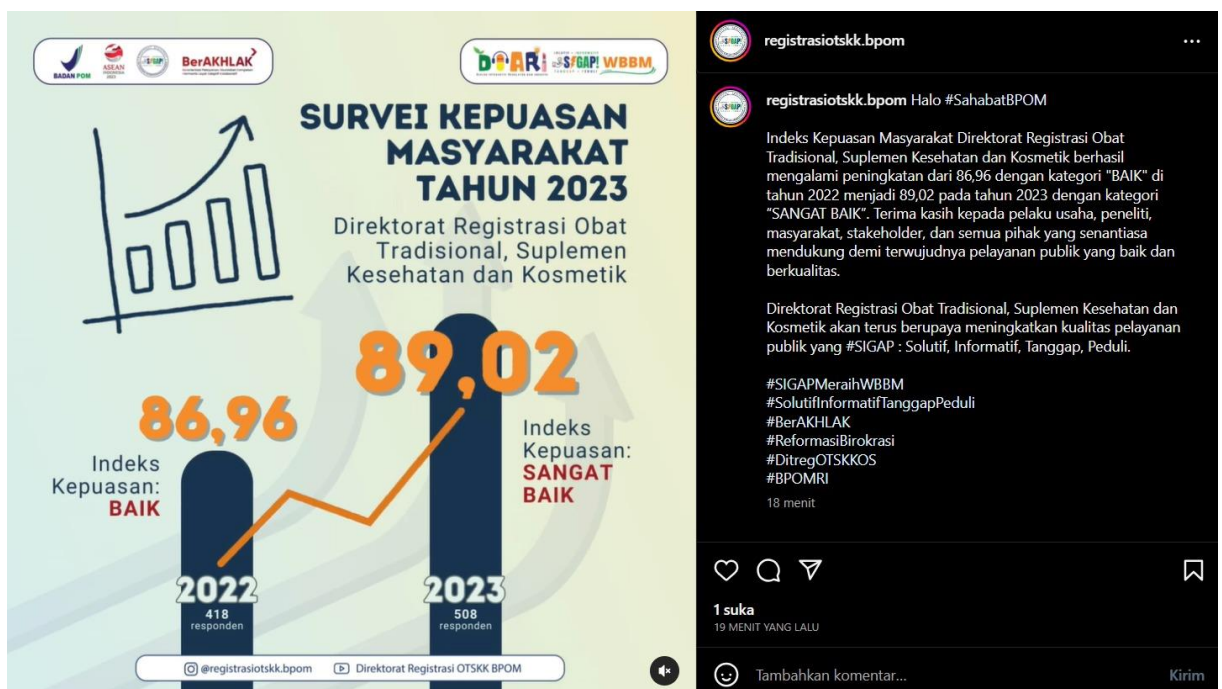 BADAN POM
ASEAN
INDONESIA
2023
SIGAP
BerAKHLAK
SIGAP! WBBM
SURVEI KEPUASAN
MASYARAKAT
TAHUN 2023
Direktorat Registrasi Obat
Tradisional, Suplemen
Kesehatan dan Kosmetik
89,02
86,96
Indeks
Kepuasan:
BAIK
Indeks
Kepuasan:
SANGAT
BAIK
2022
418
responden
2023
508
responden
@registrasiotskk.bpom
Direktorat Registrasi OTSKK BPOM
registrasiotskk.bpom
registrasiotskk.bpom Halo #SahabatBPOM
Indeks Kepuasan Masyarakat Direktorat Registrasi Obat
Tradisional, Suplemen Kesehatan dan Kosmetik berhasil
mengalami peningkatan dari 86,96 dengan kategori "BAIK" di
tahun 2022 menjadi 89,02 pada tahun 2023 dengan kategori
"SANGAT BAIK". Terima kasih kepada pelaku usaha, peneliti,
masyarakat, stakeholder, dan semua pihak yang senantiasa
mendukung demi terwujudnya pelayanan publik yang baik dan
berkualitas.
Direktorat Registrasi Obat Tradisional, Suplemen Kesehatan dan
Kosmetik akan terus berupaya meningkatkan kualitas pelayanan
publik yang #SIGAP : Solutif, Informatif, Tanggap, Peduli.
#SIGAPMeraihWBBM
#SolutifInformatifTanggapPeduli
#BerAKHLAK
#ReformasiBirokrasi
#DitregOTSKKOS
#BPOMRI
18 menit
1 suka
19 MENIT YANG LALU
Tambahkan komentar...
Kirim